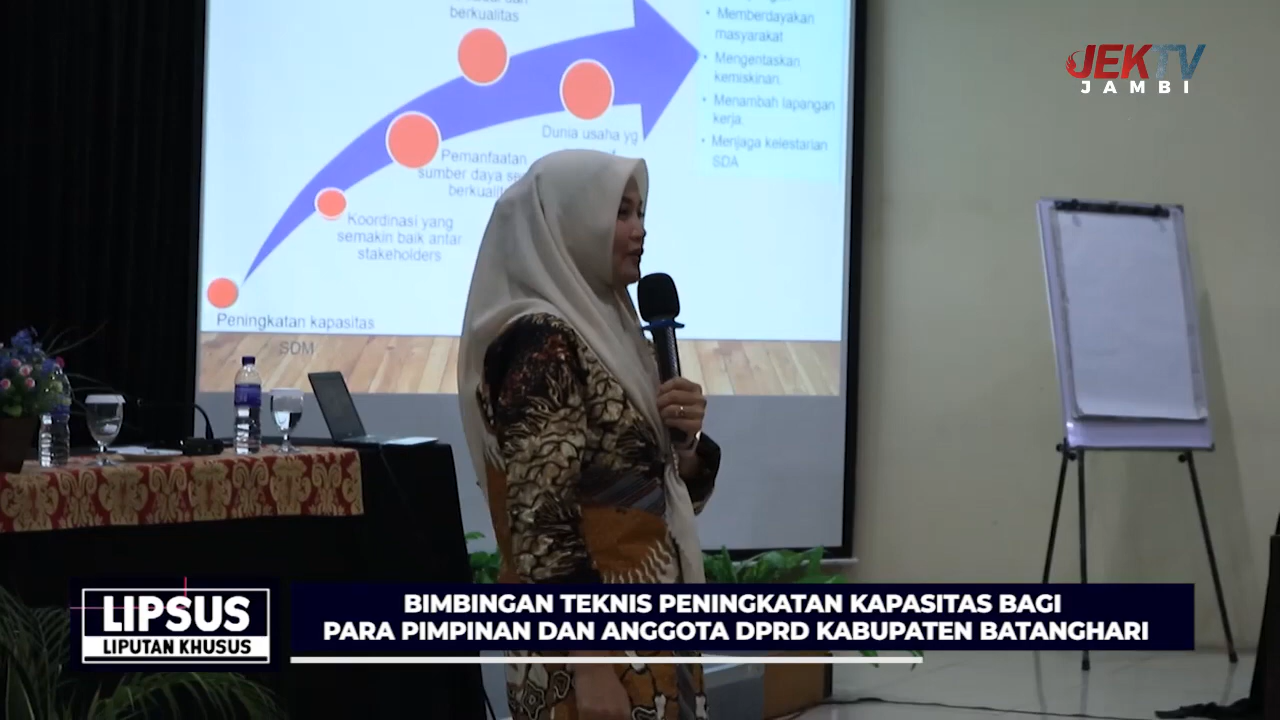 berkualitas
Dunia usaha yg
Pemanfaatan
sumber daya
Koordinasi yang
semakin baik antar
stakeholders
Peningkatan kapasitas
SDM
• Memberdayakan
masyarakat
• Mengentaskan
kemiskinan.
• Menambah lapangan
kerja.
• Menjaga kelestarian
SDA
JEKTV
JAMBI
LIPSUS
LIPUTAN KHUSUS
BIMBINGAN TEKNIS PENINGKATAN KAPASITAS BAGI
PARA PIMPINAN DAN ANGGOTA DPRD KABUPATEN BATANGHARI